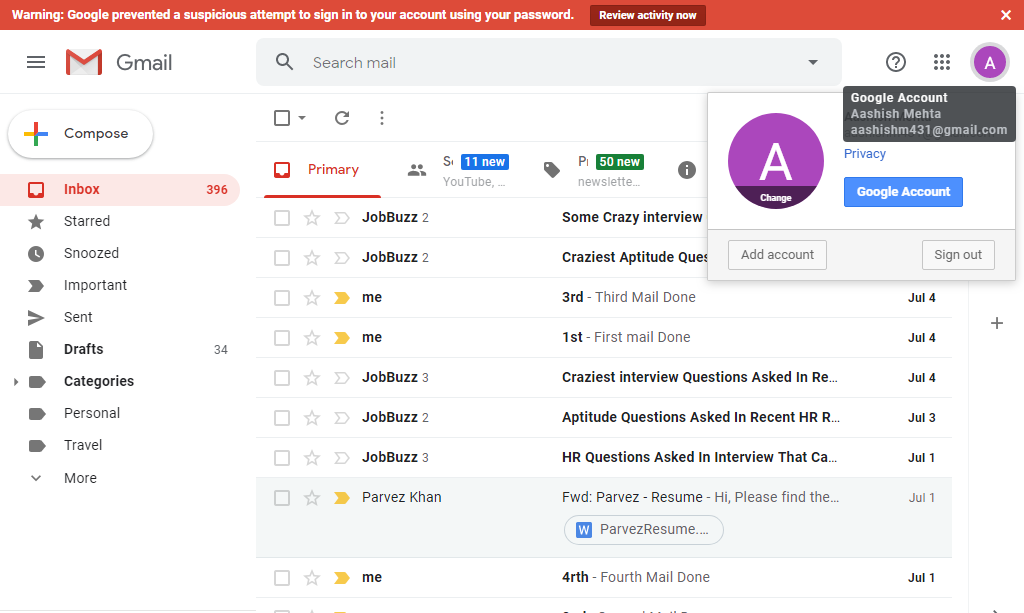 Warning: Google prevented a suspicious attempt to sign in to your account using your password. Review activity now
Gmail
Search mail
A
Google Account
Aashish Mehta
aashishm431@gmail.com
A
Change
Privacy
Google Account
Add account
Sign out
Compose
Inbox 396
Starred
Snoozed
Important
Sent
Drafts 34
Categories
Personal
Travel
More
Primary
11 new
YouTube, ...
50 new
newslette...
JobBuzz 2 Some Crazy interview
JobBuzz 2 Craziest Aptitude Ques
me 3rd - Third Mail Done Jul 4
me 1st - First mail Done Jul 4
JobBuzz 3 Craziest interview Questions Asked In Re... Jul 4
JobBuzz 2 Aptitude Questions Asked In Recent HR R... Jul 3
JobBuzz 3 HR Questions Asked In Interview That Ca... Jul 1
Parvez Khan Fwd: Parvez - Resume - Hi, Please find the... Jul 1
W ParvezResume....
me 4rth - Fourth Mail Done Jul 1